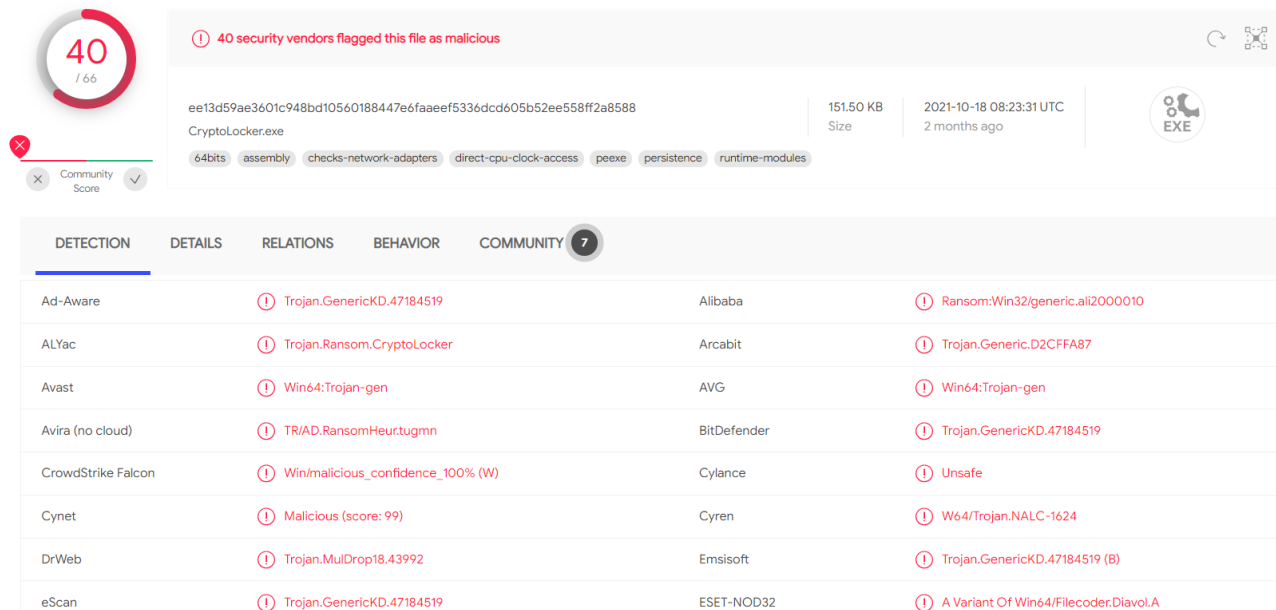 40
/ 66
Community
Score
40 security vendors flagged this file as malicious
ee13d59ae3601c948bd10560188447e6faaeef5336dcd605b52ee558ff2a8588
CryptoLocker.exe
64bits assembly checks-network-adapters direct-cpu-clock-access peexe persistence runtime-modules
151.50 KB
Size
2021-10-18 08:23:31 UTC
2 months ago
EXE
DETECTION DETAILS RELATIONS BEHAVIOR COMMUNITY 7
Ad-Aware Trojan.GenericKD.47184519 Alibaba Ransom:Win32/generic.ali2000010
ALYac Trojan.Ransom.CryptoLocker Arcabit Trojan.Generic.D2CFFA87
Avast Win64:Trojan-gen AVG Win64:Trojan-gen
Avira (no cloud) TR/AD.RansomHeur.tugmn BitDefender Trojan.GenericKD.47184519
CrowdStrike Falcon Win/malicious_confidence_100% (W) Cylance Unsafe
Cynet Malicious (score: 99) Cyren W64/Trojan.NALC-1624
DrWeb Trojan.MulDrop18.43992 Emsisoft Trojan.GenericKD.47184519 (B)
eScan Trojan.GenericKD.47184519 ESET-NOD32 A Variant Of Win64/Filecoder.Diavol.A